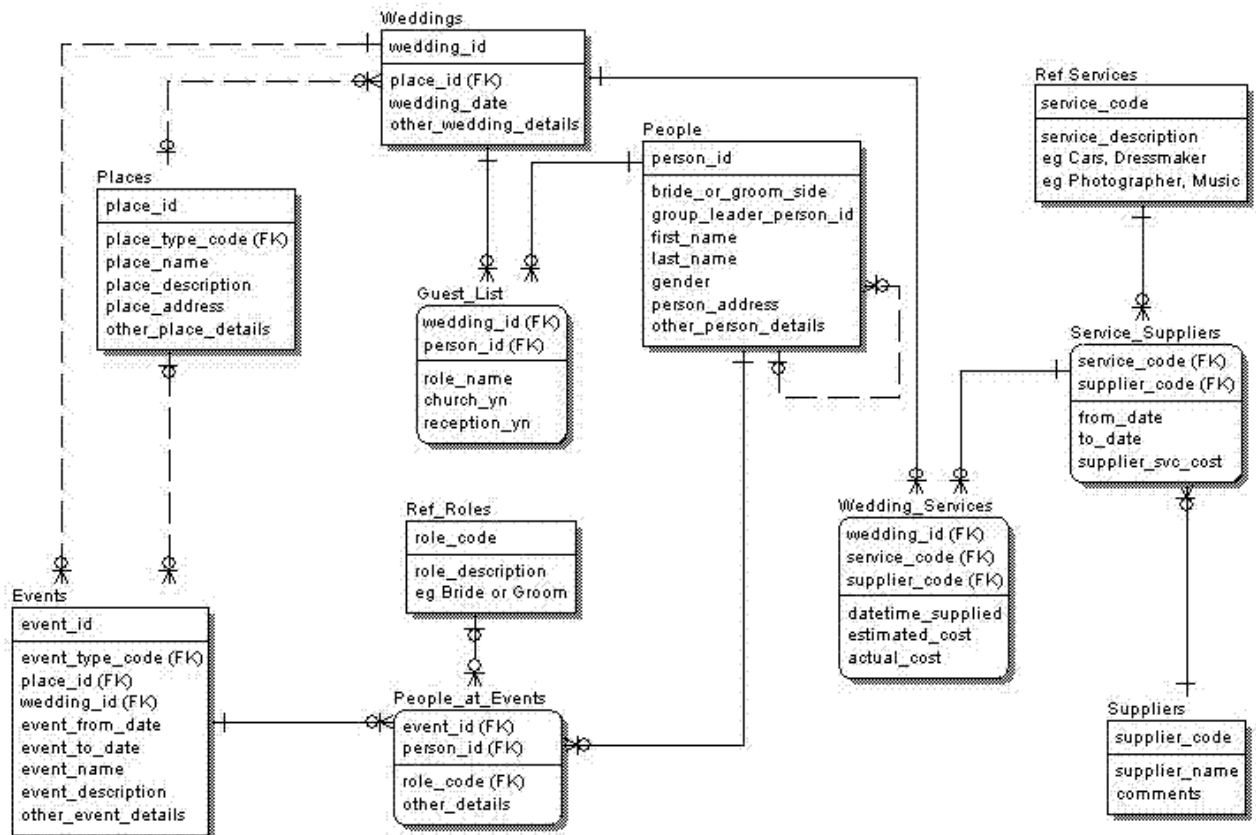 Weddings
wedding_id
place_id (FK)
wedding_date
other_wedding_details
Ref Services
service_code
service_description
eg Cars, Dressmaker
eg Photographer, Music
People
person_id
bride_or_groom_side
group_leader_person_id
first_name
last_name
gender
person_address
other_person_details
Places
place_id
place_type_code (FK)
place_name
place_description
place_address
other_place_details
Guest_List
wedding_id (FK)
person_id (FK)
role_name
church_yn
reception_yn
Service_Suppliers
service_code (FK)
supplier_code (FK)
from_date
to_date
supplier_svc_cost
Wedding_Services
wedding_id (FK)
service_code (FK)
supplier_code (FK)
datetime_supplied
estimated_cost
actual_cost
Ref_Roles
role_code
role_description
eg Bride or Groom
Events
event_id
event_type_code (FK)
place_id (FK)
wedding_id (FK)
event_from_date
event_to_date
event_name
event_description
other_event_details
People_at_Events
event_id (FK)
person_id (FK)
role_code (FK)
other_details
Suppliers
supplier_code
supplier_name
comments